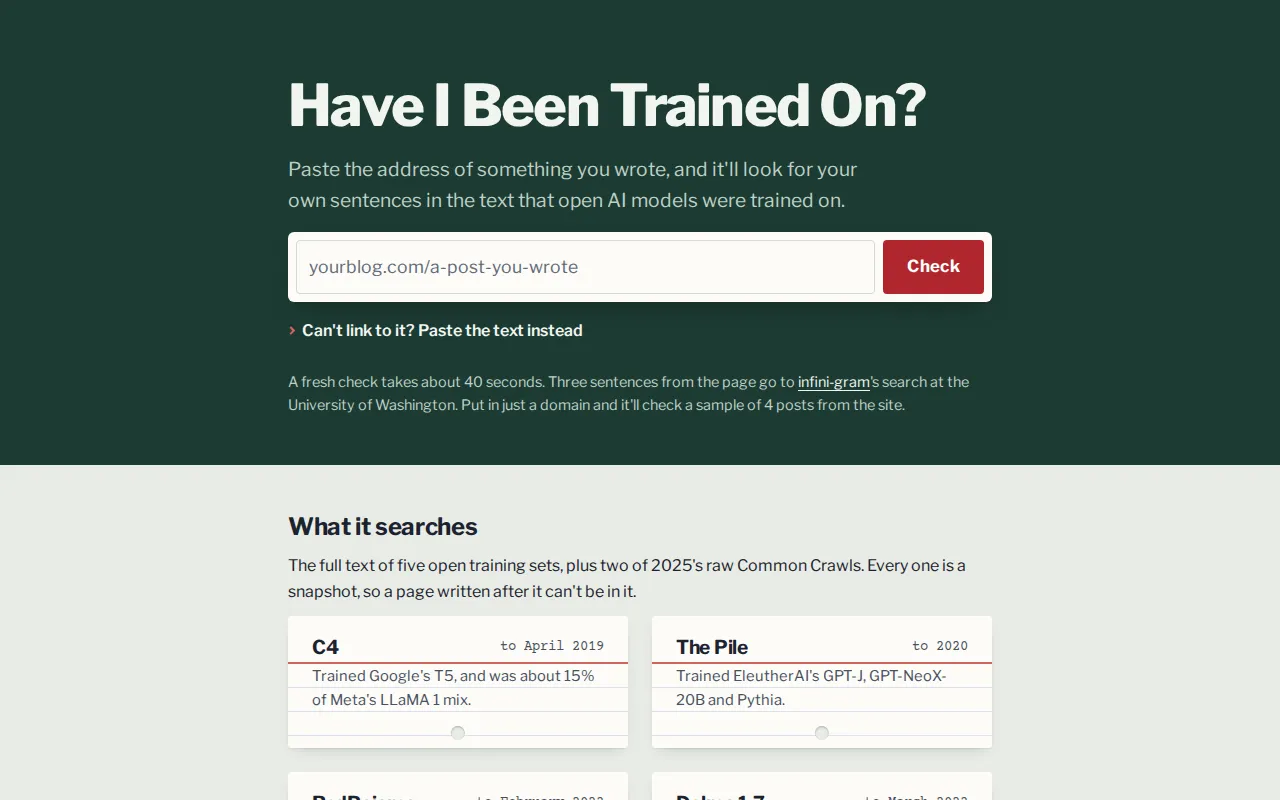 Have I Been Trained On?
Paste the address of something you wrote, and it'll look for your
own sentences in the text that open AI models were trained on.
yourblog.com/a-post-you-wrote
Check
› Can't link to it? Paste the text instead
A fresh check takes about 40 seconds. Three sentences from the page go to infini-gram's search at the
University of Washington. Put in just a domain and it'll check a sample of 4 posts from the site.
What it searches
The full text of five open training sets, plus two of 2025's raw Common Crawls. Every one is a
snapshot, so a page written after it can't be in it.
C4
to April 2019
Trained Google's T5, and was about 15%
of Meta's LLaMA 1 mix.
The Pile
to 2020
Trained EleutherAI's GPT-J, GPT-NeoX-
20B and Pythia.